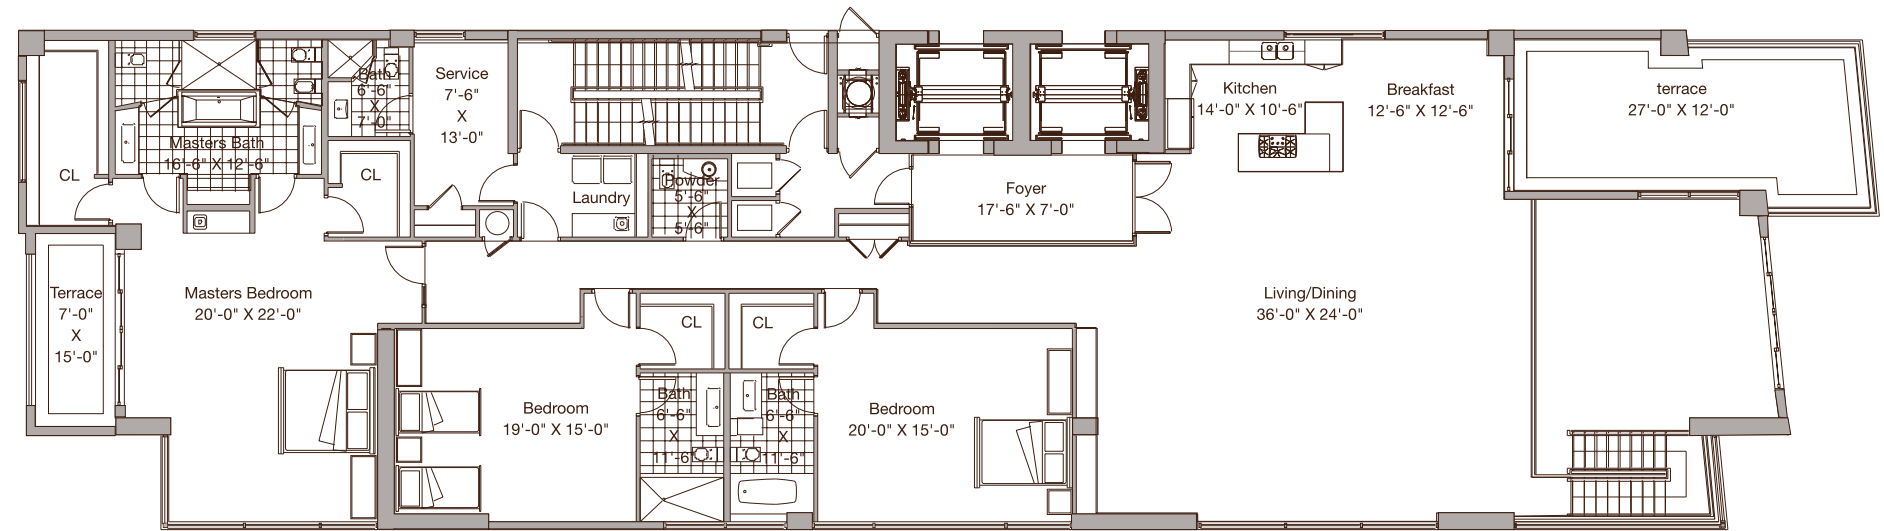 CL
Masters Bath
16'-6" X 12'-6"
Bath
6'-6"
X
7'-0"
CL
Service
7'-6"
X
13'-0"
Laundry
Powder
5'-6"
X
5'-6"
Foyer
17'-6" X 7'-0"
Kitchen
14'-0" X 10'-6"
Breakfast
12'-6" X 12'-6"
terrace
27'-0" X 12'-0"
Terrace
7'-0"
X
15'-0"
Masters Bedroom
20'-0" X 22'-0"
Bedroom
19'-0" X 15'-0"
CL
CL
Bath
6'-6"
X
11'-6"
Bath
6'-6"
X
11'-6"
Bedroom
20'-0" X 15'-0"
Living/Dining
36'-0" X 24'-0"